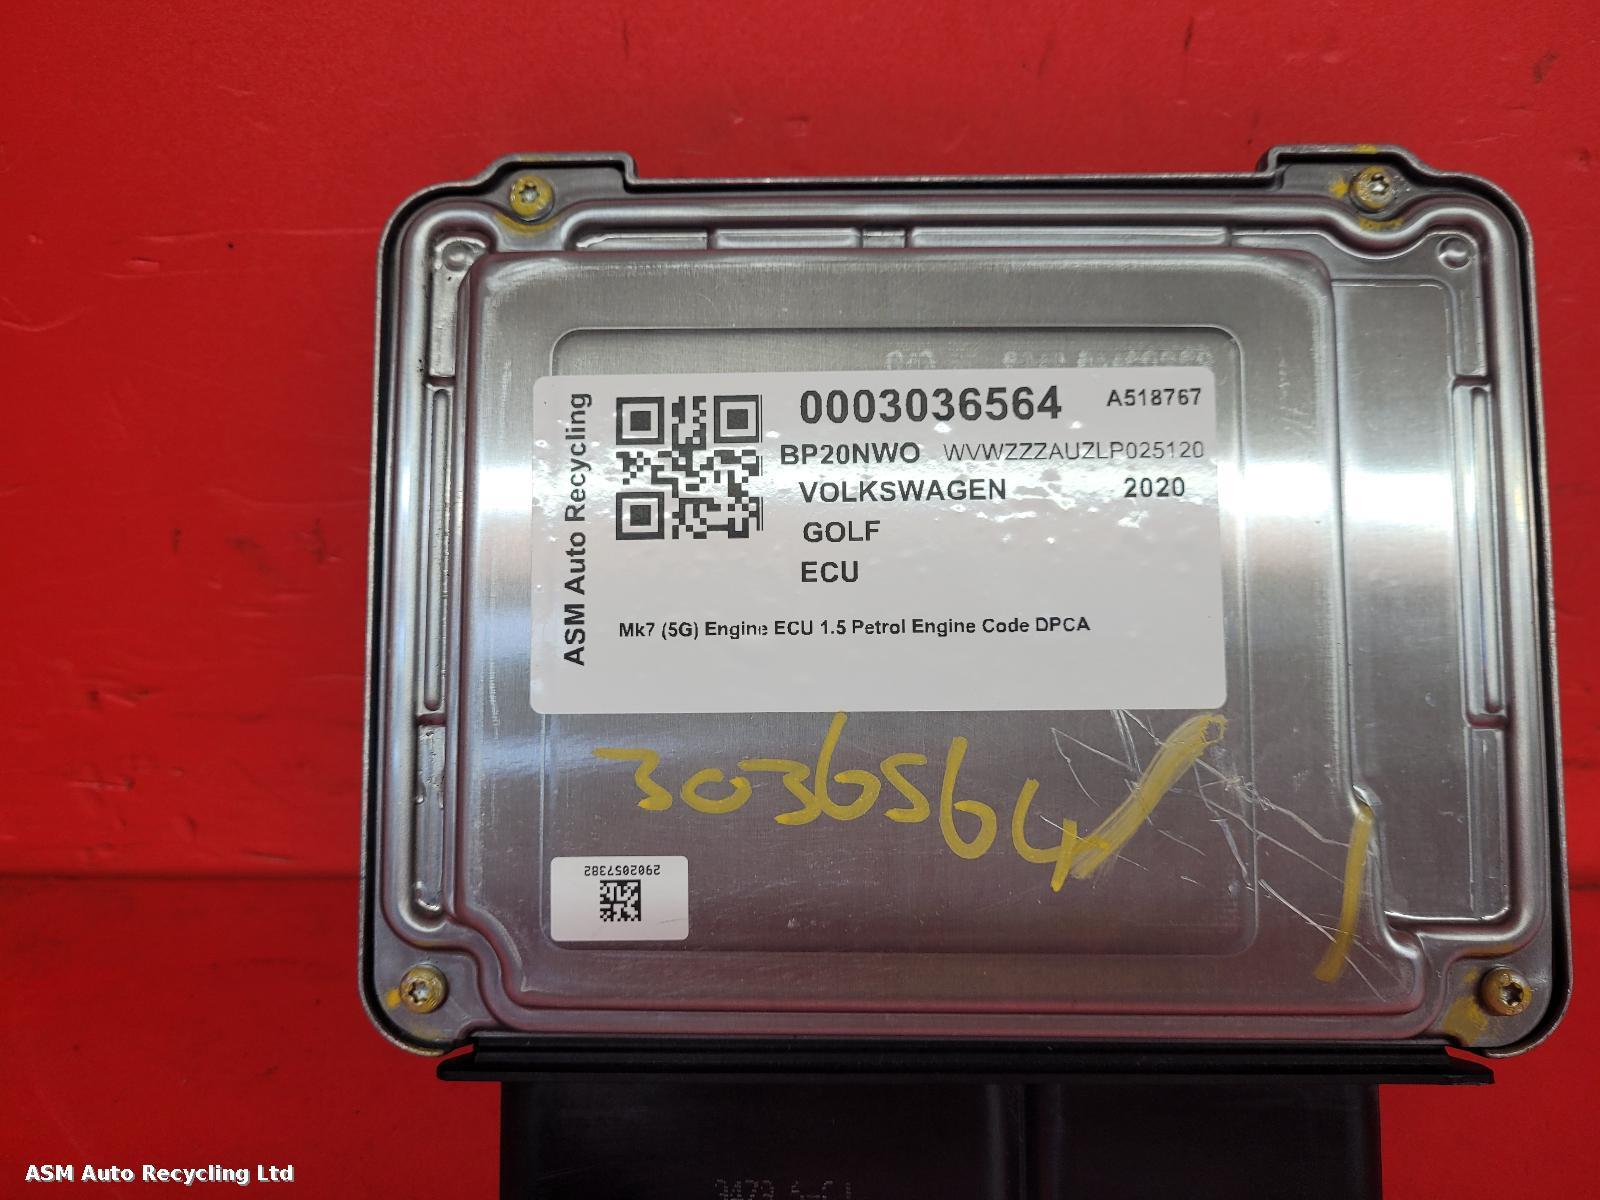 0003036564 A518767
BP20NWO WVWZZZAUZLP025120
VOLKSWAGEN 2020
GOLF
ECU
Mk7 (5G) Engine ECU 1.5 Petrol Engine Code DPCA
ASM Auto Recycling
3036564
2902057382
ASM Auto Recycling Ltd